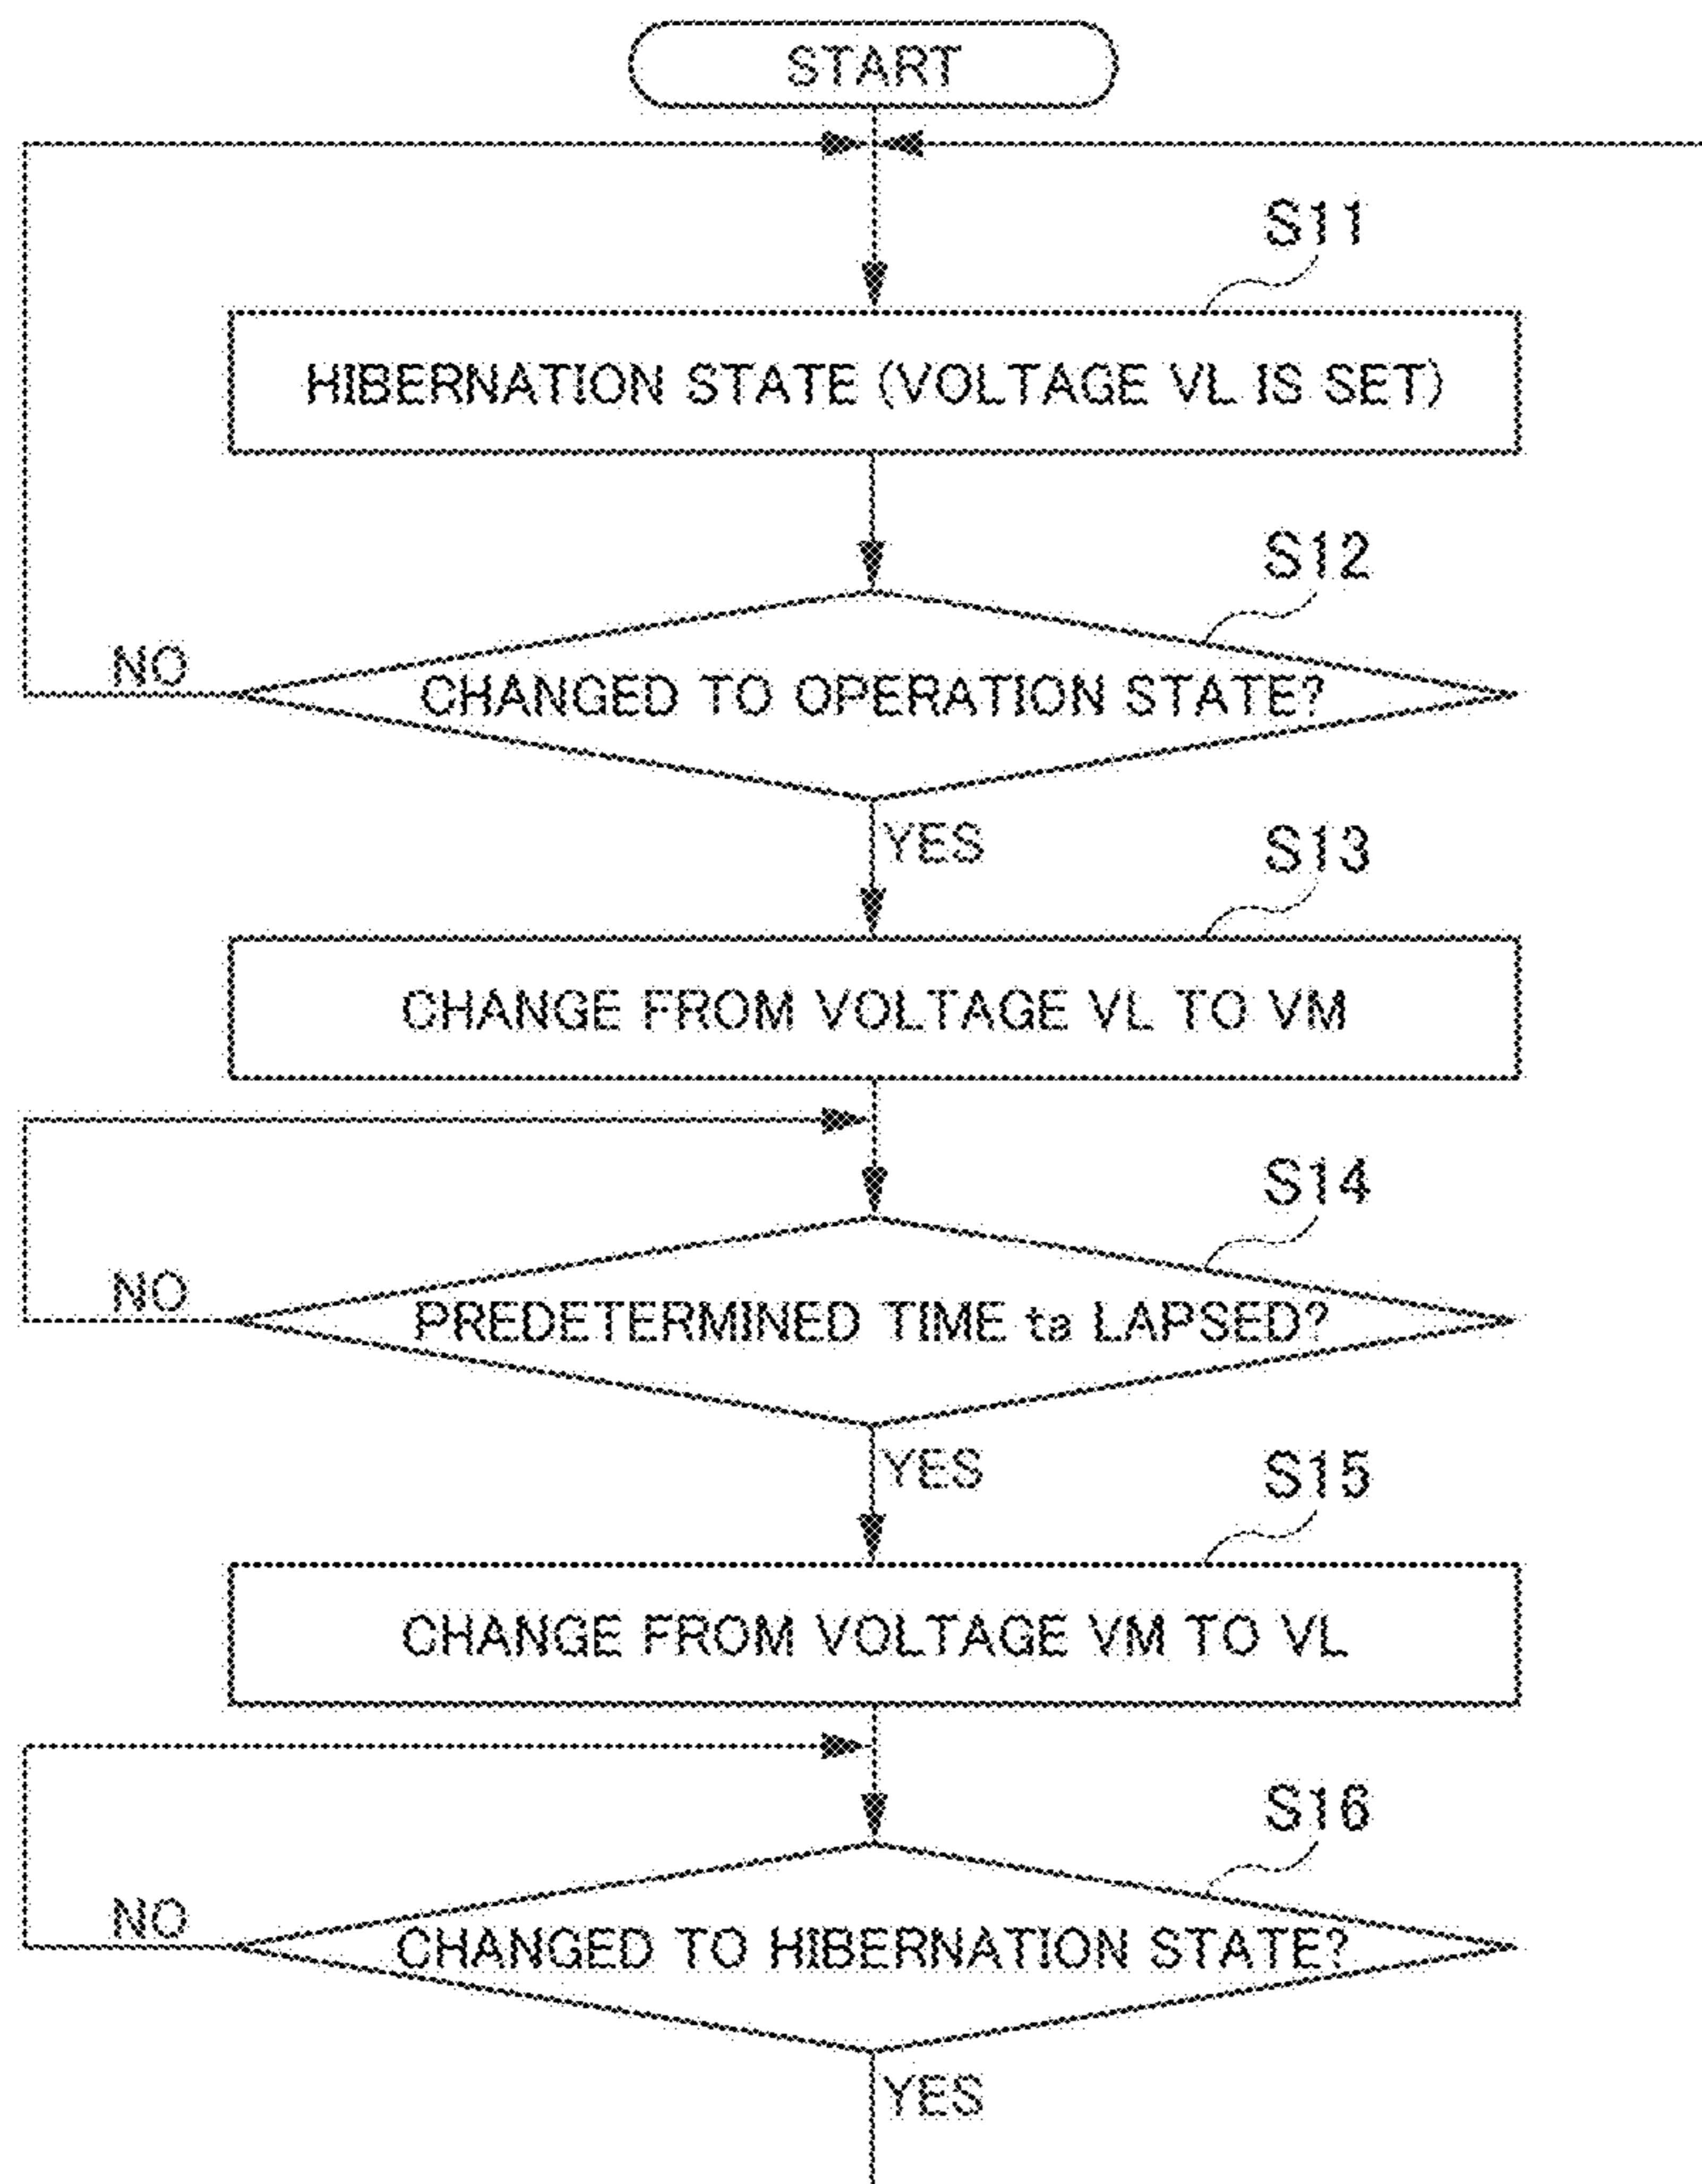 START
S11
HIBERNATION STATE (VOLTAGE VL IS SET)
S12
NO
CHANGED TO OPERATION STATE?
YES
S13
CHANGE FROM VOLTAGE VL TO VM
S14
NO
PREDETERMINED TIME ta LAPSED?
YES
S15
CHANGE FROM VOLTAGE VM TO VL
S16
NO
CHANGED TO HIBERNATION STATE?
YES